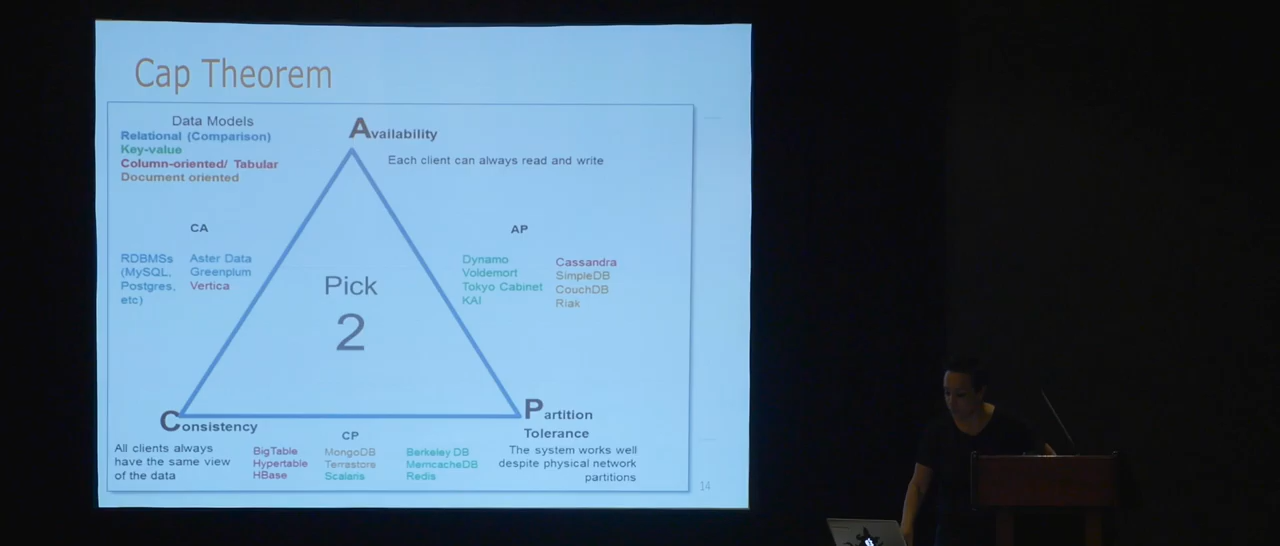 Cap Theorem
Data Models
Relational (Comparison)
Key-value
Column-oriented/ Tabular
Document oriented
Availability
Each client can always read and write
CA
RDBMSs
(MySQL,
Postgres,
etc)
Aster Data
Greenplum
Vertica
AP
Dynamo
Voldemort
Tokyo Cabinet
KAI
Cassandra
SimpleDB
CouchDB
Riak
Pick
2
Consistency
All clients always
have the same view
of the data
CP
BigTable
Hypertable
HBase
MongoDB
Terrastore
Scalaris
Berkeley DB
MemcacheDB
Redis
Partition
Tolerance
The system works well
despite physical network
partitions
14